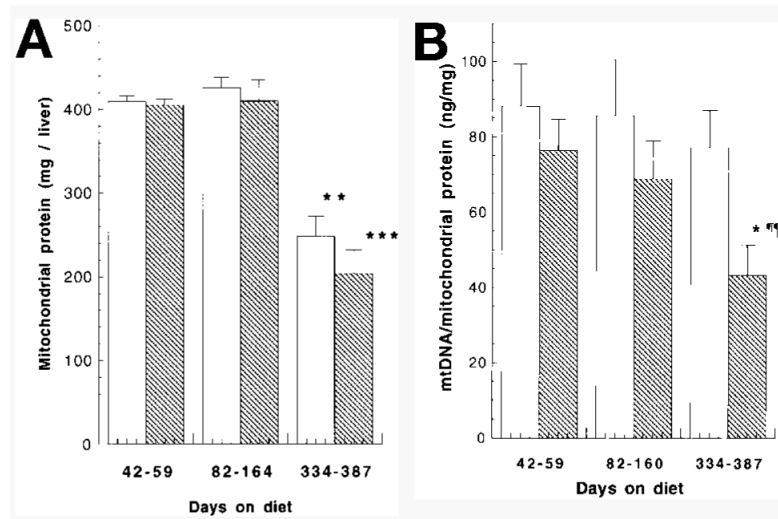 A
Mitochondrial protein (mg / liver)
500
400
300
200
100
0
**
***
42-59 82-164 334-387
Days on diet
B
mtDNA/mitochondrial protein (ng/mg)
100
80
60
40
20
0
* ¶¶
42-59 82-160 334-387
Days on diet